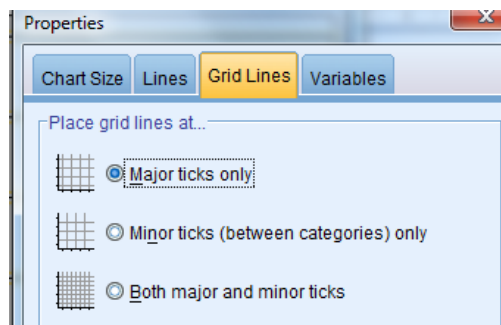 Properties
Chart Size Lines Grid Lines Variables
Place grid lines at...
Major ticks only
Minor ticks (between categories) only
Both major and minor ticks